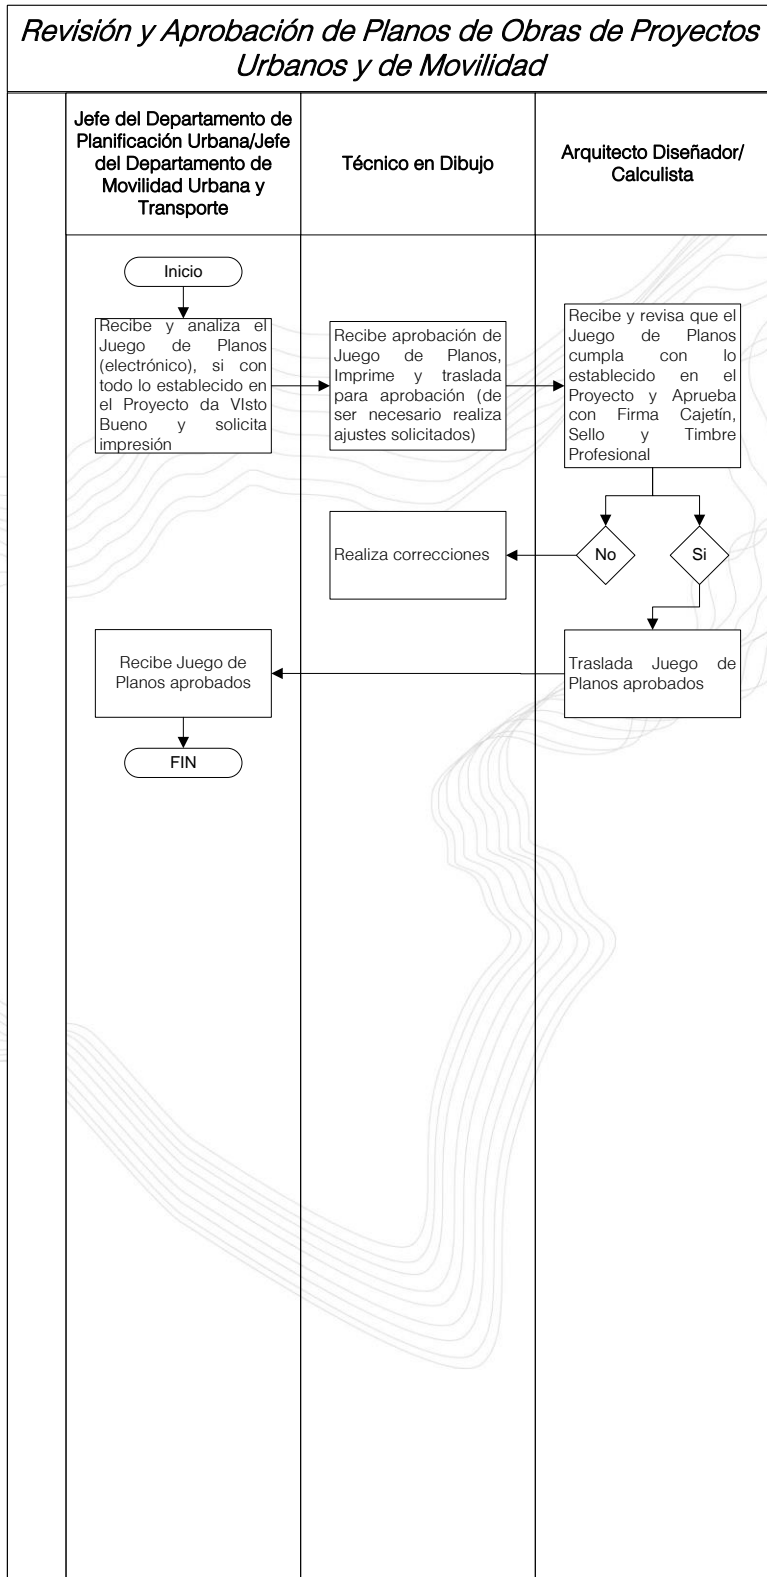 Revisión y Aprobación de Planos de Obras de Proyectos
Urbanos y de Movilidad
Jefe del Departamento de
Planificación Urbana/Jefe
del Departamento de
Movilidad Urbana y
Transporte
Técnico en Dibujo
Arquitecto Diseñador/
Calculista
Inicio
Recibe y analiza el
Juego de Planos
(electrónico), si con
todo lo establecido en
el Proyecto da VIsto
Bueno y solicita
impresión
Recibe aprobación de
Juego de Planos,
Imprime y traslada
para aprobación (de
ser necesario realiza
ajustes solicitados)
Recibe y revisa que el
Juego de Planos
cumpla con lo
establecido en el
Proyecto y Aprueba
con Firma Cajetín,
Sello y Timbre
Profesional
Realiza correcciones
No
Si
Recibe Juego de
Planos aprobados
Traslada Juego de
Planos aprobados
FIN